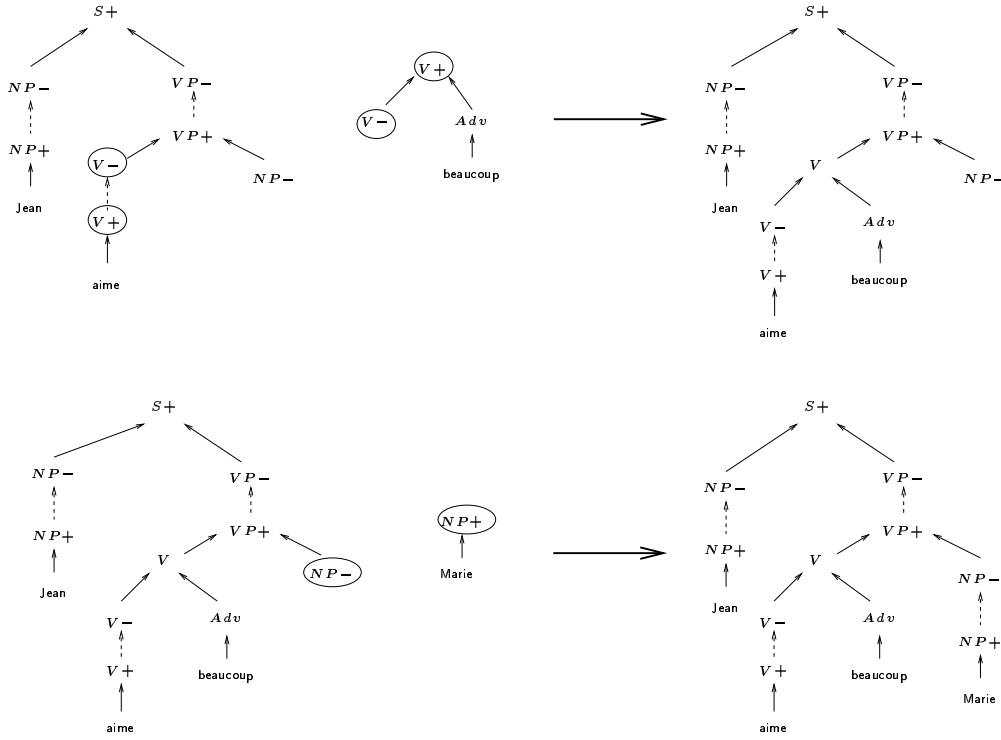 S+
S+
NP−
VP−
V+
NP−
VP−
V−
Adv
NP+
VP+
NP+
VP+
V−
V
NP−
beaucoup
NP−
Jean
Jean
V+
V−
Adv
aime
V+
beaucoup
aime
S+
S+
NP−
VP−
NP−
VP−
NP+
NP+
VP+
NP+
VP+
V
NP−
Marie
V
NP−
Jean
Jean
V−
Adv
V−
Adv
NP+
V+
beaucoup
V+
beaucoup
Marie
aime
aime